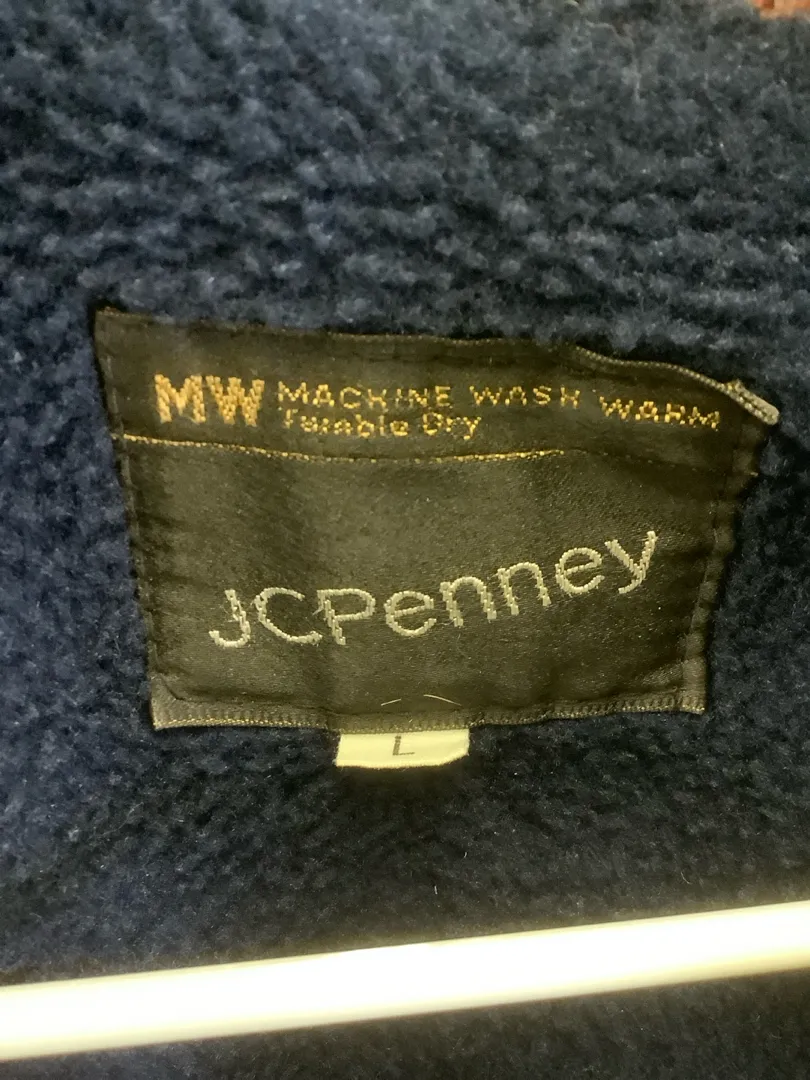 MW MACHINE WASH WARM
Tumble Dry
JCPenney
L